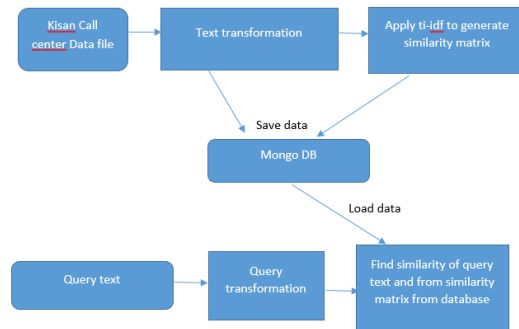 Kisan Call
center Data file
Text transformation
Apply ti-idf to generate
similarity matrix
Save data
Mongo DB
Load data
Query text
Query
transformation
Find similarity of query
text and from similarity
matrix from database